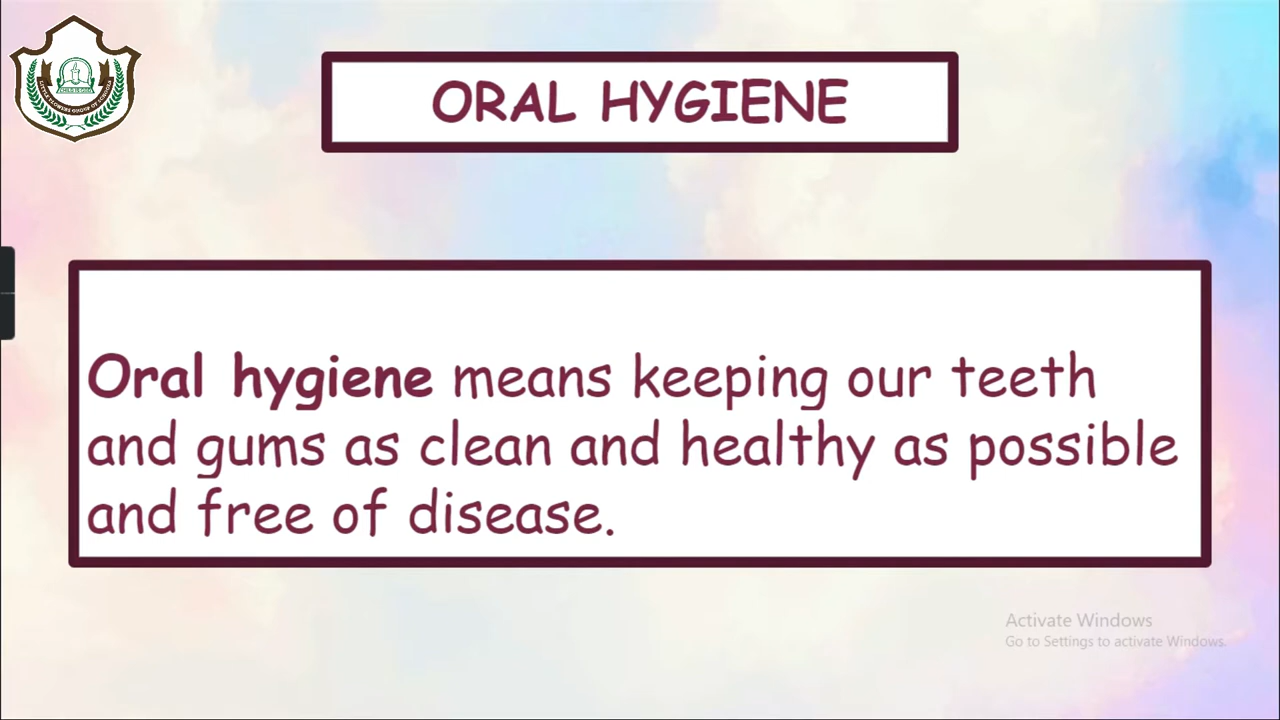 ORAL HYGIENE
Oral hygiene means keeping our teeth
and gums as clean and healthy as possible
and free of disease.
Activate Windows
Go to Settings to activate Windows.